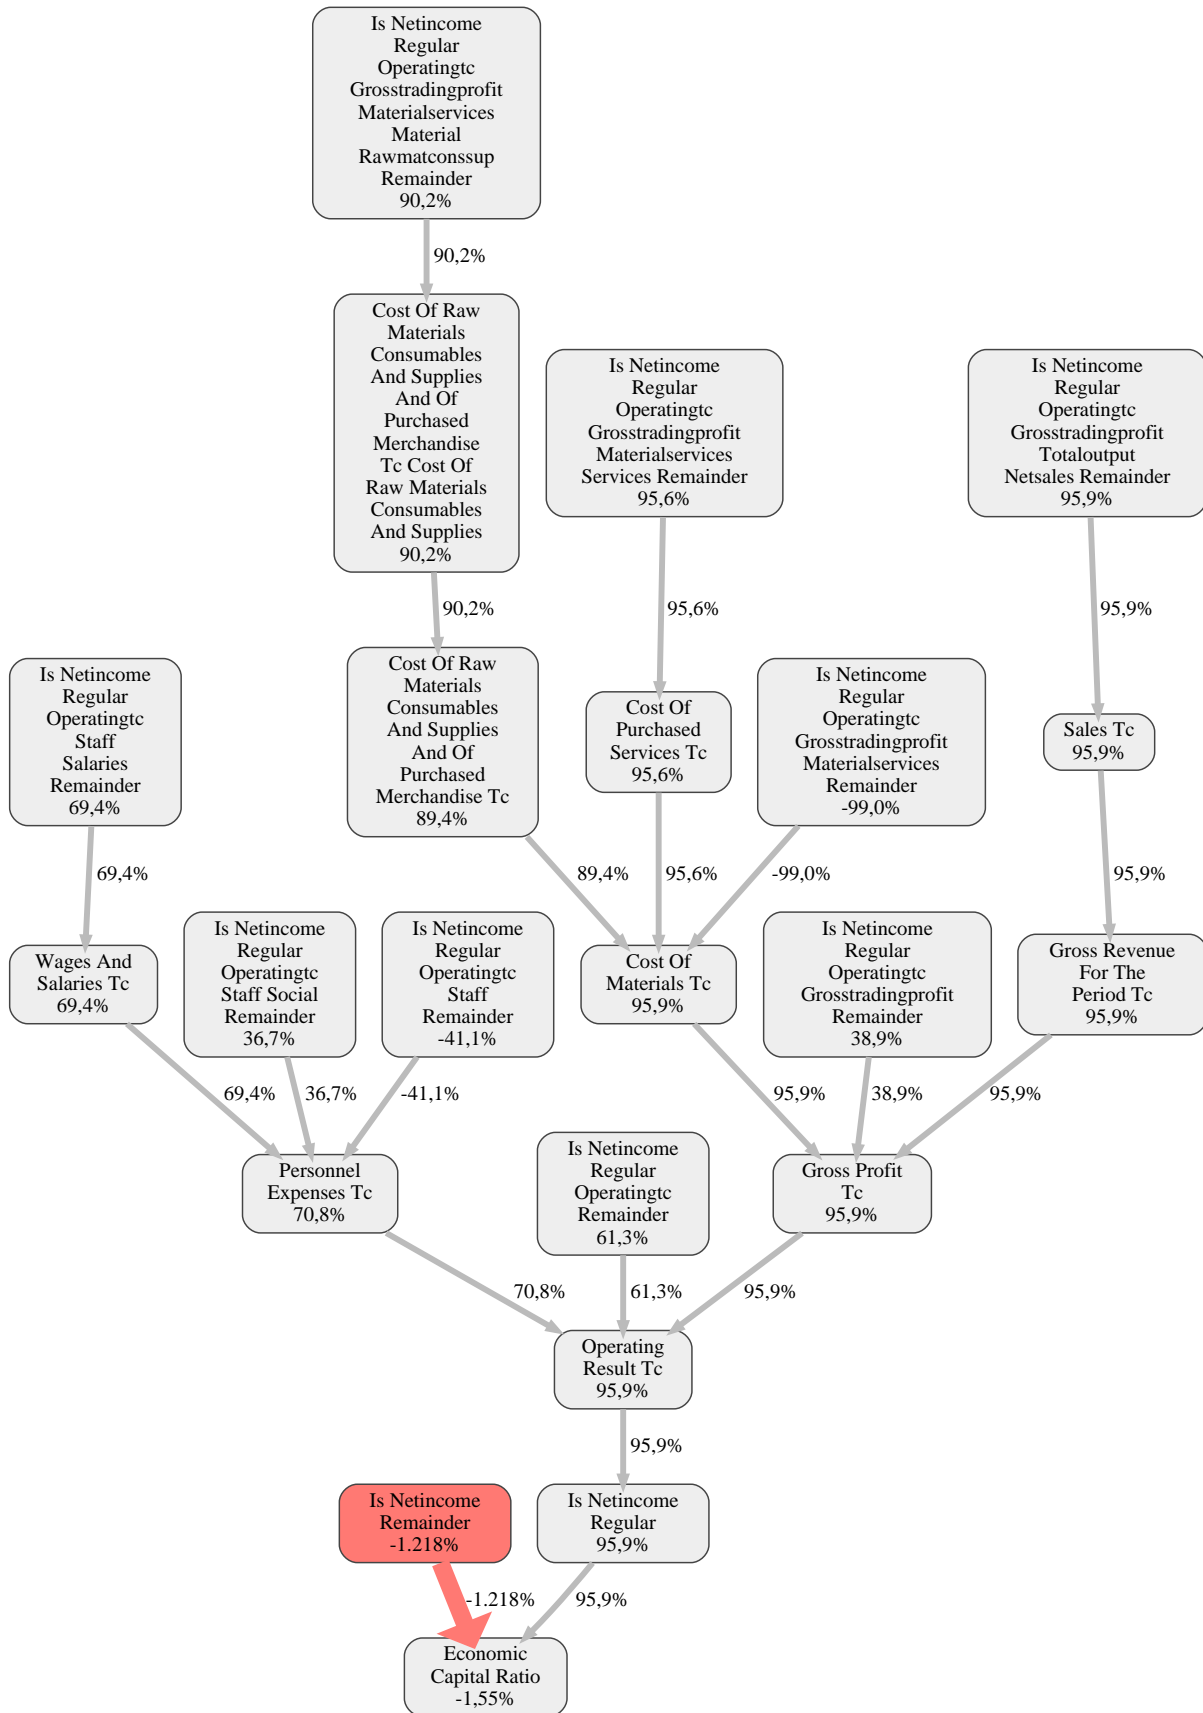 Is Netincome
Regular
Operatingtc
Grosstradingprofit
Materialservices
Material
Rawmatconssup
Remainder
90,2%
90,2%
Cost Of Raw
Materials
Consumables
And Supplies
And Of
Purchased
Merchandise
Tc Cost Of
Raw Materials
Consumables
And Supplies
90,2%
Is Netincome
Regular
Operatingtc
Grosstradingprofit
Materialservices
Services Remainder
95,6%
Is Netincome
Regular
Operatingtc
Grosstradingprofit
Totaloutput
Netsales Remainder
95,9%
90,2%
95,6%
95,9%
Is Netincome
Regular
Operatingtc
Staff
Salaries
Remainder
69,4%
Cost Of Raw
Materials
Consumables
And Supplies
And Of
Purchased
Merchandise Tc
89,4%
Cost Of
Purchased
Services Tc
95,6%
Is Netincome
Regular
Operatingtc
Grosstradingprofit
Materialservices
Remainder
-99,0%
Sales Tc
95,9%
69,4%
89,4%
95,6%
-99,0%
95,9%
Wages And
Salaries Tc
69,4%
Is Netincome
Regular
Operatingtc
Staff Social
Remainder
36,7%
Is Netincome
Regular
Operatingtc
Staff
Remainder
-41,1%
Cost Of
Materials Tc
95,9%
Is Netincome
Regular
Operatingtc
Grosstradingprofit
Remainder
38,9%
Gross Revenue
For The
Period Tc
95,9%
69,4%
36,7%
-41,1%
95,9%
38,9%
95,9%
Personnel
Expenses Tc
70,8%
Is Netincome
Regular
Operatingtc
Remainder
61,3%
Gross Profit
Tc
95,9%
70,8%
61,3%
95,9%
Operating
Result Tc
95,9%
95,9%
Is Netincome
Remainder
-1.218%
Is Netincome
Regular
95,9%
-1.218%
95,9%
Economic
Capital Ratio
-1,55%